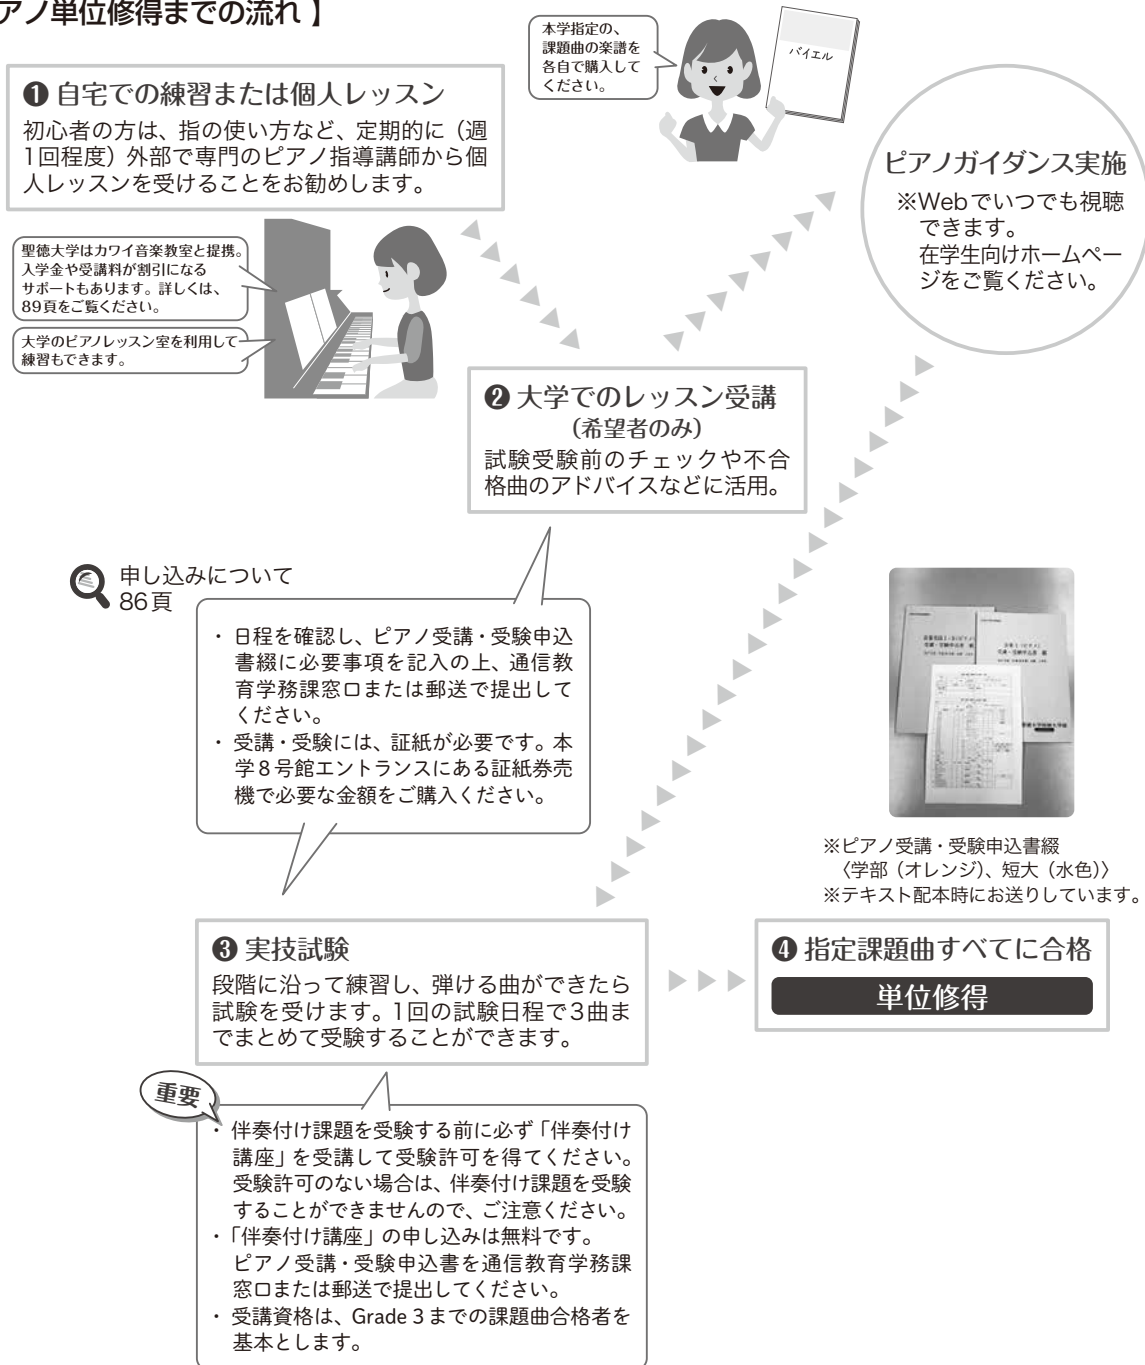 アノ単位修得までの流れ】
本学指定の、
課題曲の楽譜を
各自で購入して
ください。
バイエル
❶ 自宅での練習または個人レッスン
初心者の方は、指の使い方など、定期的に（週
1回程度）外部で専門のピアノ指導講師から個
人レッスンを受けることをお勧めします。
聖徳大学はカワイ音楽教室と提携。
入学金や受講料が割引になる
サポートもあります。詳しくは、
89頁をご覧ください。
大学のピアノレッスン室を利用して
練習もできます。
ピアノガイダンス実施
※Webでいつでも視聴
できます。
在学生向けホームペー
ジをご覧ください。
❷ 大学でのレッスン受講
（希望者のみ）
試験受験前のチェックや不合
格曲のアドバイスなどに活用。
申し込みについて
86頁
・日程を確認し、ピアノ受講・受験申込
書綴に必要事項を記入の上、通信教
育学務課窓口または郵送で提出して
ください。
・受講・受験には、証紙が必要です。本
学8号館エントランスにある証紙券売
機で必要な金額をご購入ください。
※ピアノ受講・受験申込書綴
〈学部（オレンジ）、短大（水色）〉
※テキスト配本時にお送りしています。
❸ 実技試験
段階に沿って練習し、弾ける曲ができたら
試験を受けます。1回の試験日程で3曲ま
でまとめて受験することができます。
❹ 指定課題曲すべてに合格
単位修得
重要
・伴奏付け課題を受験する前に必ず「伴奏付け
講座」を受講して受験許可を得てください。
受験許可のない場合は、伴奏付け課題を受験
することができませんので、ご注意ください。
・「伴奏付け講座」の申し込みは無料です。
ピアノ受講・受験申込書を通信教育学務課
窓口または郵送で提出してください。
・受講資格は、Grade 3までの課題曲合格者を
基本とします。